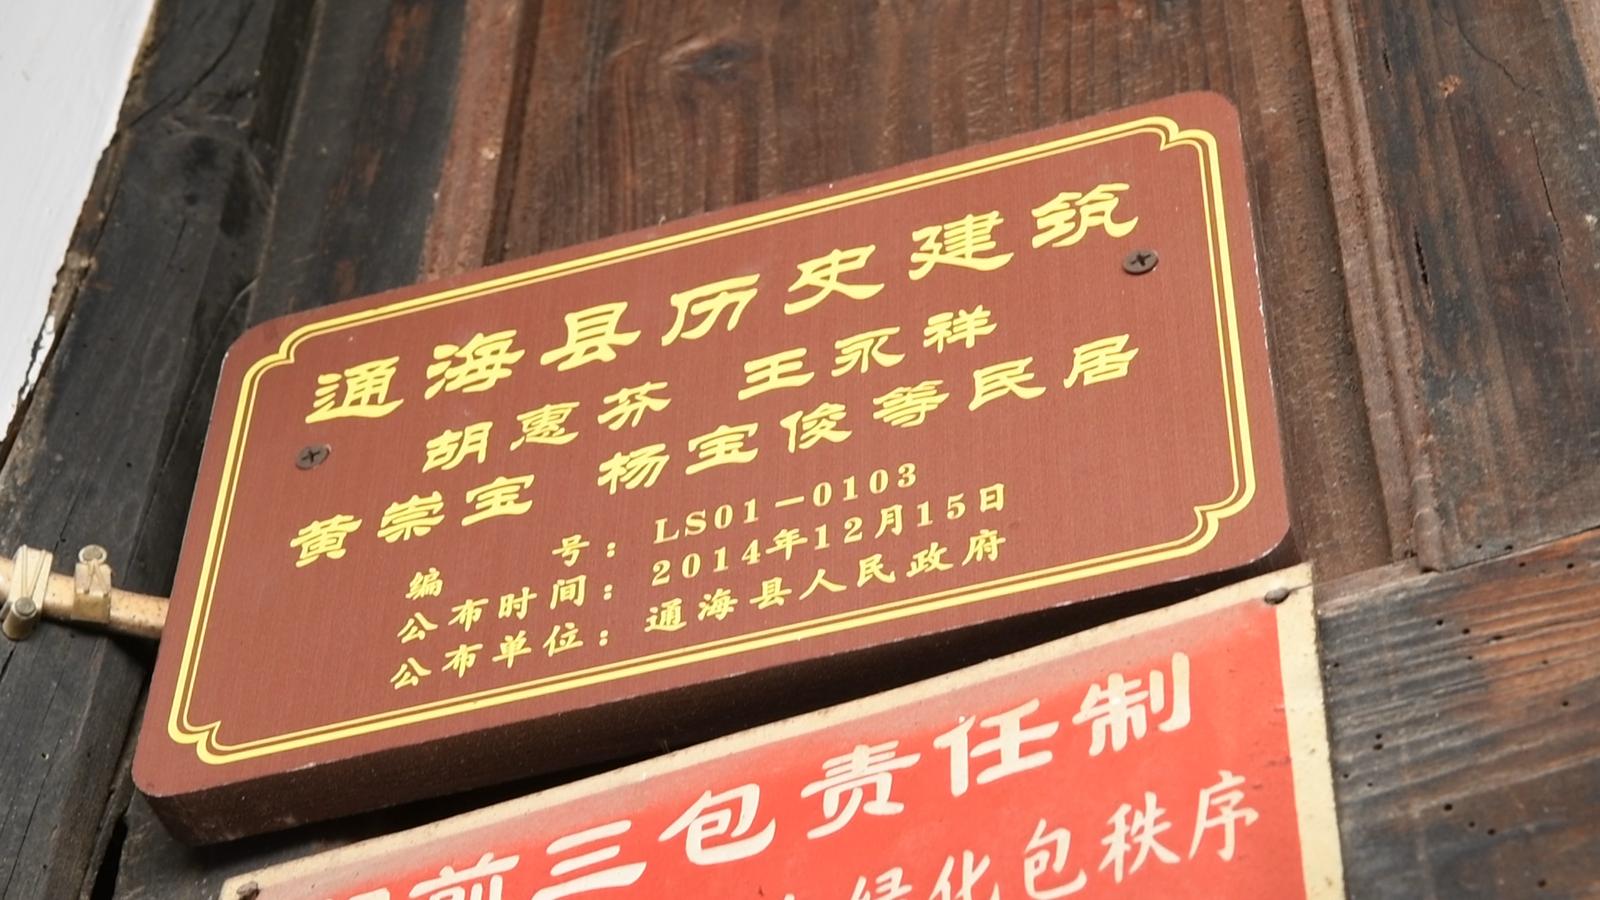 通海县历史建筑
胡惠芬 王永祥
黄崇宝 杨宝俊等民居
编 号： LS01-0103
公布时间： 2014年12月15日
公布单位： 通海县人民政府
前三包责任制
绿化包秩序